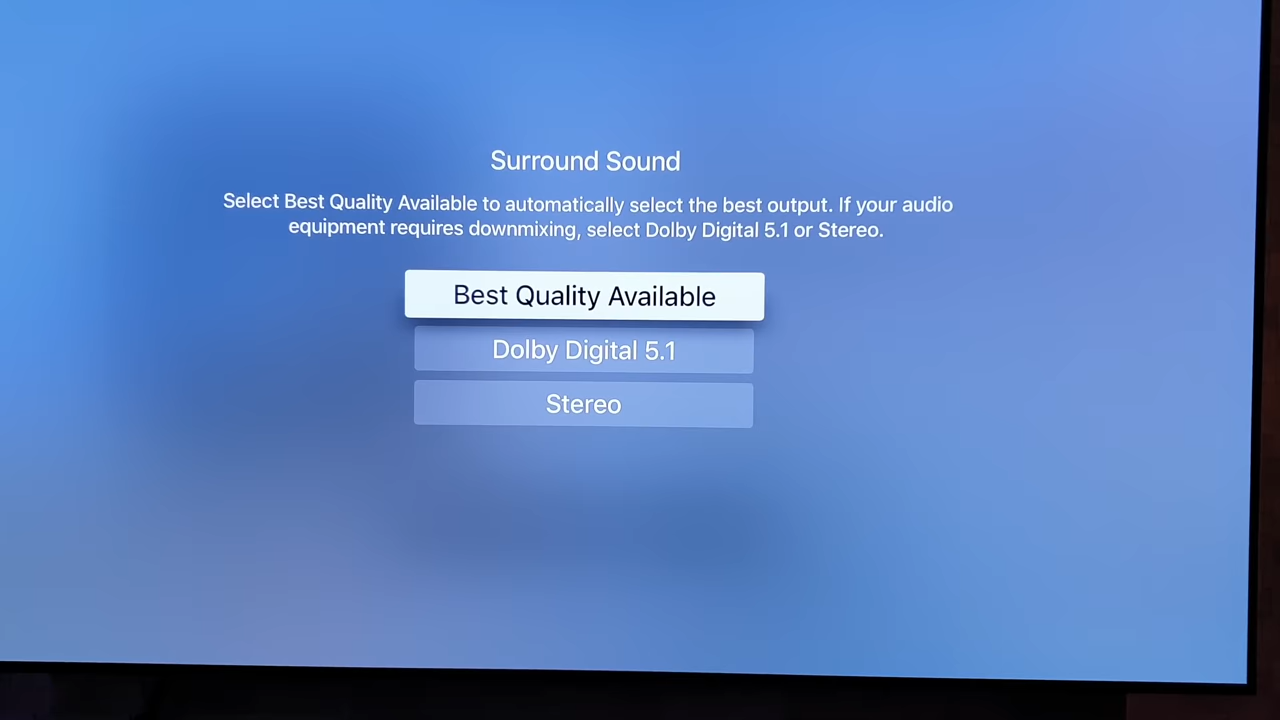 Surround Sound
Select Best Quality Available to automatically select the best output. If your audio
equipment requires downmixing, select Dolby Digital 5.1 or Stereo.
Best Quality Available
Dolby Digital 5.1
Stereo